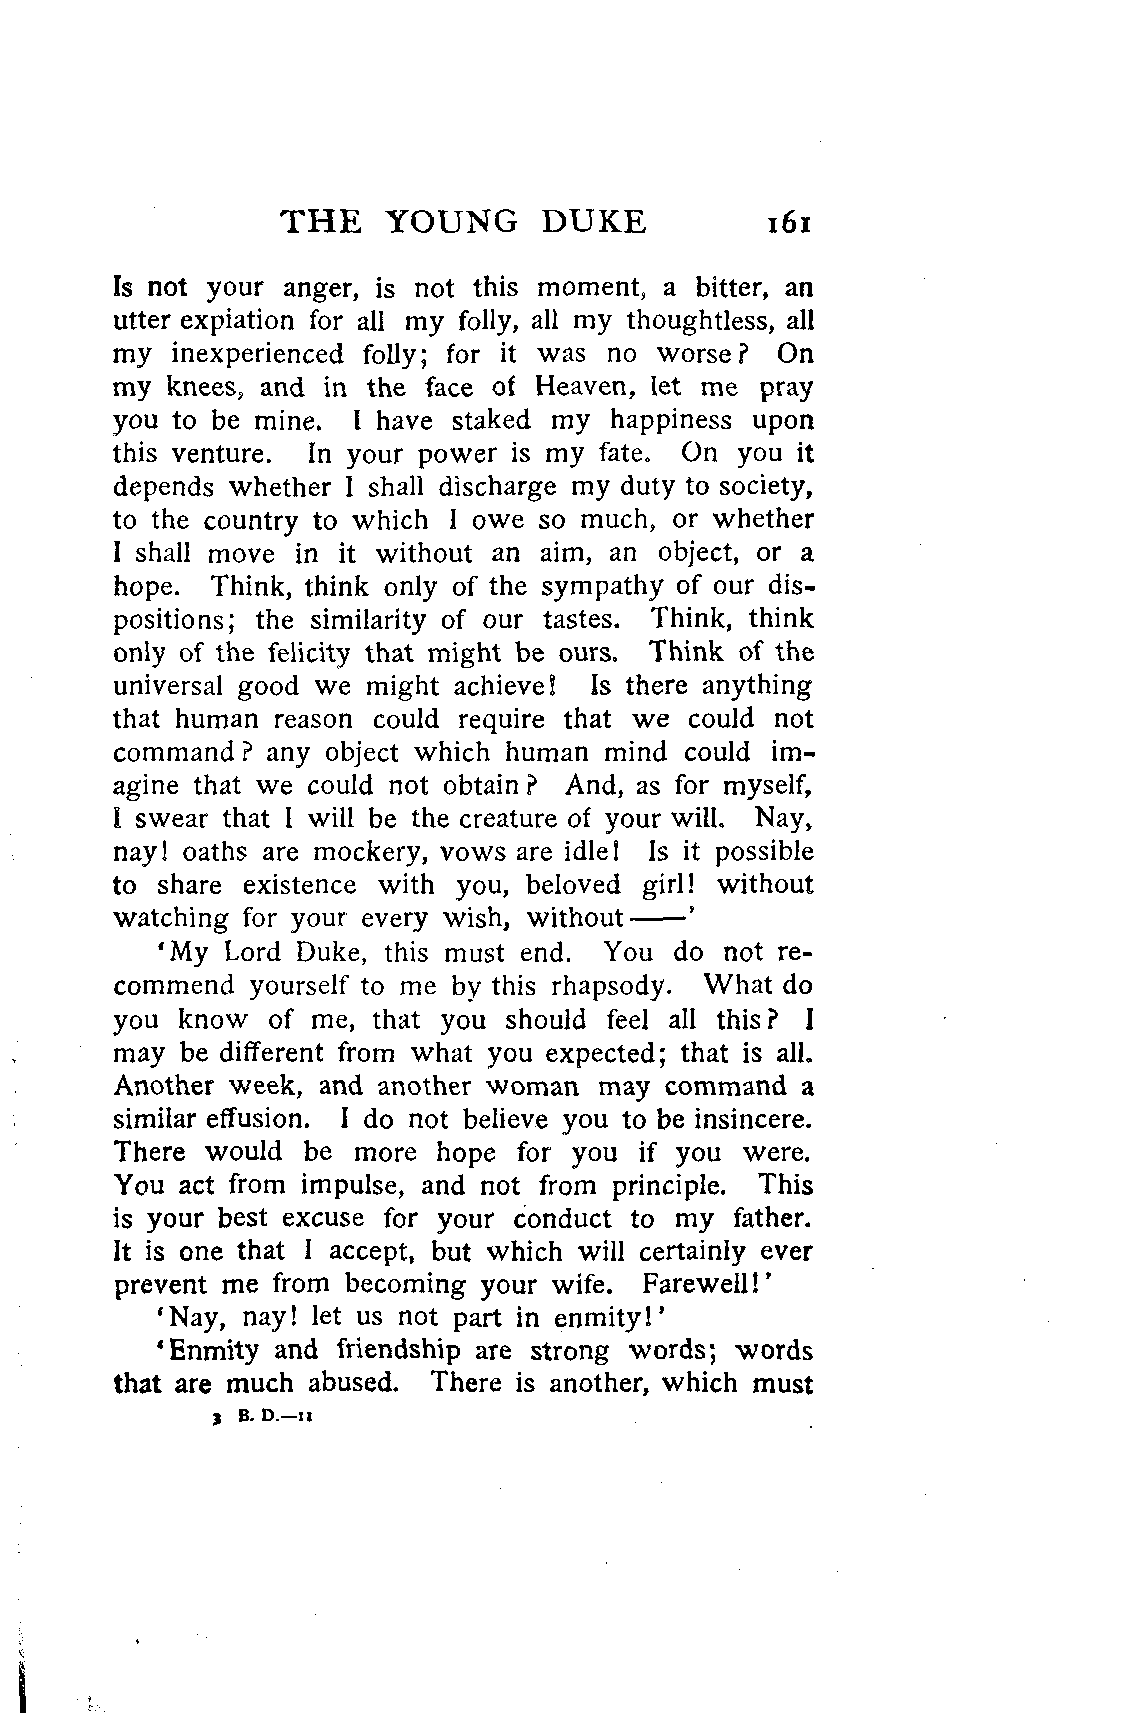 THE YOUNG DUKE 161
Is not your anger, is not this moment, a bitter, an
utter expiation for all my folly, all my thoughtless, all
my inexperienced folly; for it was no worse? On
my knees, and in the face of Heaven, let me pray
you to be mine. I have staked my happiness upon
this venture. In your power is my fate. On you it
depends whether I shall discharge my duty to society,
to the country to which I owe so much, or whether
I shall move in it without an aim, an object, or a
hope. Think, think only of the sympathy of our dis-
positions; the similarity of our tastes. Think, think
only of the felicity that might be ours. Think of the
universal good we might achieve! Is there anything
that human reason could require that we could not
command? any object which human mind could im-
agine that we could not obtain? And, as for myself,
I swear that I will be the creature of your will. Nay,
nay! oaths are mockery, vows are idle! Is it possible
to share existence with you, beloved girl! without
watching for your every wish, without——'
'My Lord Duke, this must end. You do not re-
commend yourself to me by this rhapsody. What do
you know of me, that you should feel all this? I
may be different from what you expected; that is all.
Another week, and another woman may command a
similar effusion. I do not believe you to be insincere.
There would be more hope for you if you were.
You act from impulse, and not from principle. This
is your best excuse for your conduct to my father.
It is one that I accept, but which will certainly ever
prevent me from becoming your wife. Farewell!'
'Nay, nay! let us not part in enmity!'
'Enmity and friendship are strong words; words
that are much abused. There is another, which must
3 B. D.—11